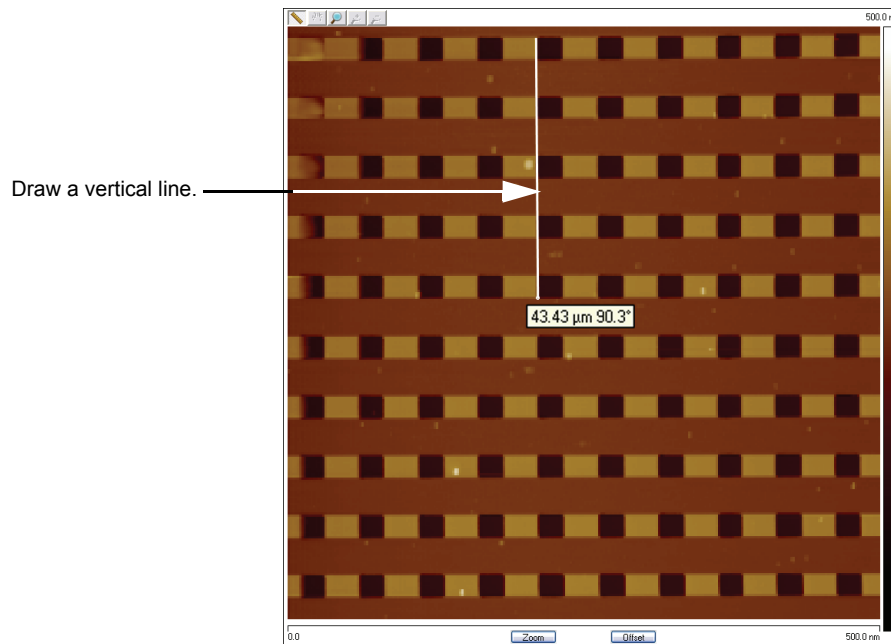 500.0 n
Draw a vertical line.
43.43 µm 90.3°
0.0
Zoom
Offset
500.0 nm